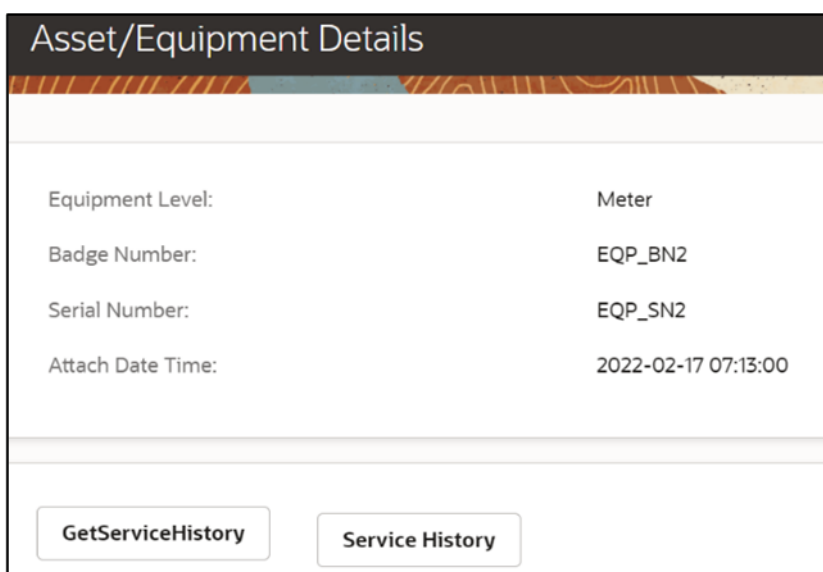 Asset/Equipment Details
Equipment Level: Meter
Badge Number: EQP_BN2
Serial Number: EQP_SN2
Attach Date Time: 2022-02-17 07:13:00
GetServiceHistory Service History